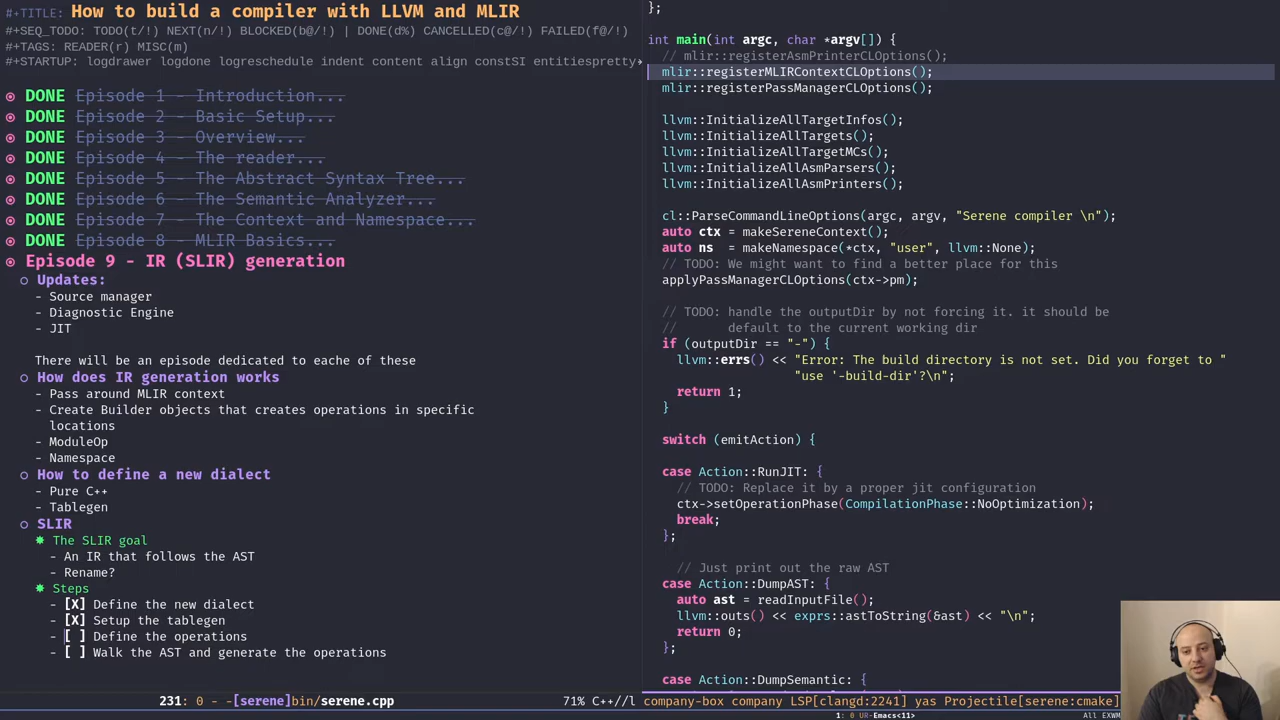 #+TITLE: How to build a compiler with LLVM and MLIR
#+SEQ_TODO: TODO(t/!) NEXT(n/!) BLOCKED(b@/!) | DONE(d%) CANCELLED(c@/!) FAILED(f@/!)
#+TAGS: READER(r) MISC(m)
#+STARTUP: logdrawer logdone logreschedule indent content align constSI entitiespretty
DONE Episode 1 - Introduction...
DONE Episode 2 - Basic Setup...
DONE Episode 3 - Overview...
DONE Episode 4 - The reader...
DONE Episode 5 - The Abstract Syntax Tree...
DONE Episode 6 - The Semantic Analyzer...
DONE Episode 7 - The Context and Namespace...
DONE Episode 8 - MLIR Basics...
Episode 9 - IR (SLIR) generation
Updates:
- Source manager
- Diagnostic Engine
- JIT
There will be an episode dedicated to eache of these
How does IR generation works
- Pass around MLIR context
- Create Builder objects that creates operations in specific
locations
- ModuleOp
- Namespace
How to define a new dialect
- Pure C++
- Tablegen
SLIR
The SLIR goal
- An IR that follows the AST
- Rename?
Steps
- [X] Define the new dialect
- [X] Setup the tablegen
- [ ] Define the operations
- [ ] Walk the AST and generate the operations
};
int main(int argc, char *argv[]) {
// mlir::registerAsmPrinterCLOptions();
mlir::registerMLIRContextCLOptions();
mlir::registerPassManagerCLOptions();
llvm::InitializeAllTargetInfos();
llvm::InitializeAllTargets();
llvm::InitializeAllTargetMCs();
llvm::InitializeAllAsmParsers();
llvm::InitializeAllAsmPrinters();
cl::ParseCommandLineOptions(argc, argv, "Serene compiler \n");
auto ctx = makeSereneContext();
auto ns  = makeNamespace(*ctx, "user", llvm::None);
// TODO: We might want to find a better place for this
applyPassManagerCLOptions(ctx->pm);
// TODO: handle the outputDir by not forcing it. it should be
//       default to the current working dir
if (outputDir == "-") {
llvm::errs() << "Error: The build directory is not set. Did you forget to "
"use '-build-dir'?\n";
return 1;
}
switch (emitAction) {
case Action::RunJIT: {
// TODO: Replace it by a proper jit configuration
ctx->setOperationPhase(CompilationPhase::NoOptimization);
break;
};
// Just print out the raw AST
case Action::DumpAST: {
auto ast = readInputFile();
llvm::outs() << exprs::astToString(&ast) << "\n";
return 0;
};
case Action::DumpSemantic: {
231: 0 - -[serene]bin/serene.cpp 71% C++//l company-box company LSP[clangd:2241] yas Projectile[serene:cmake]
1: 0 UR-Emacs<11> All EXWM